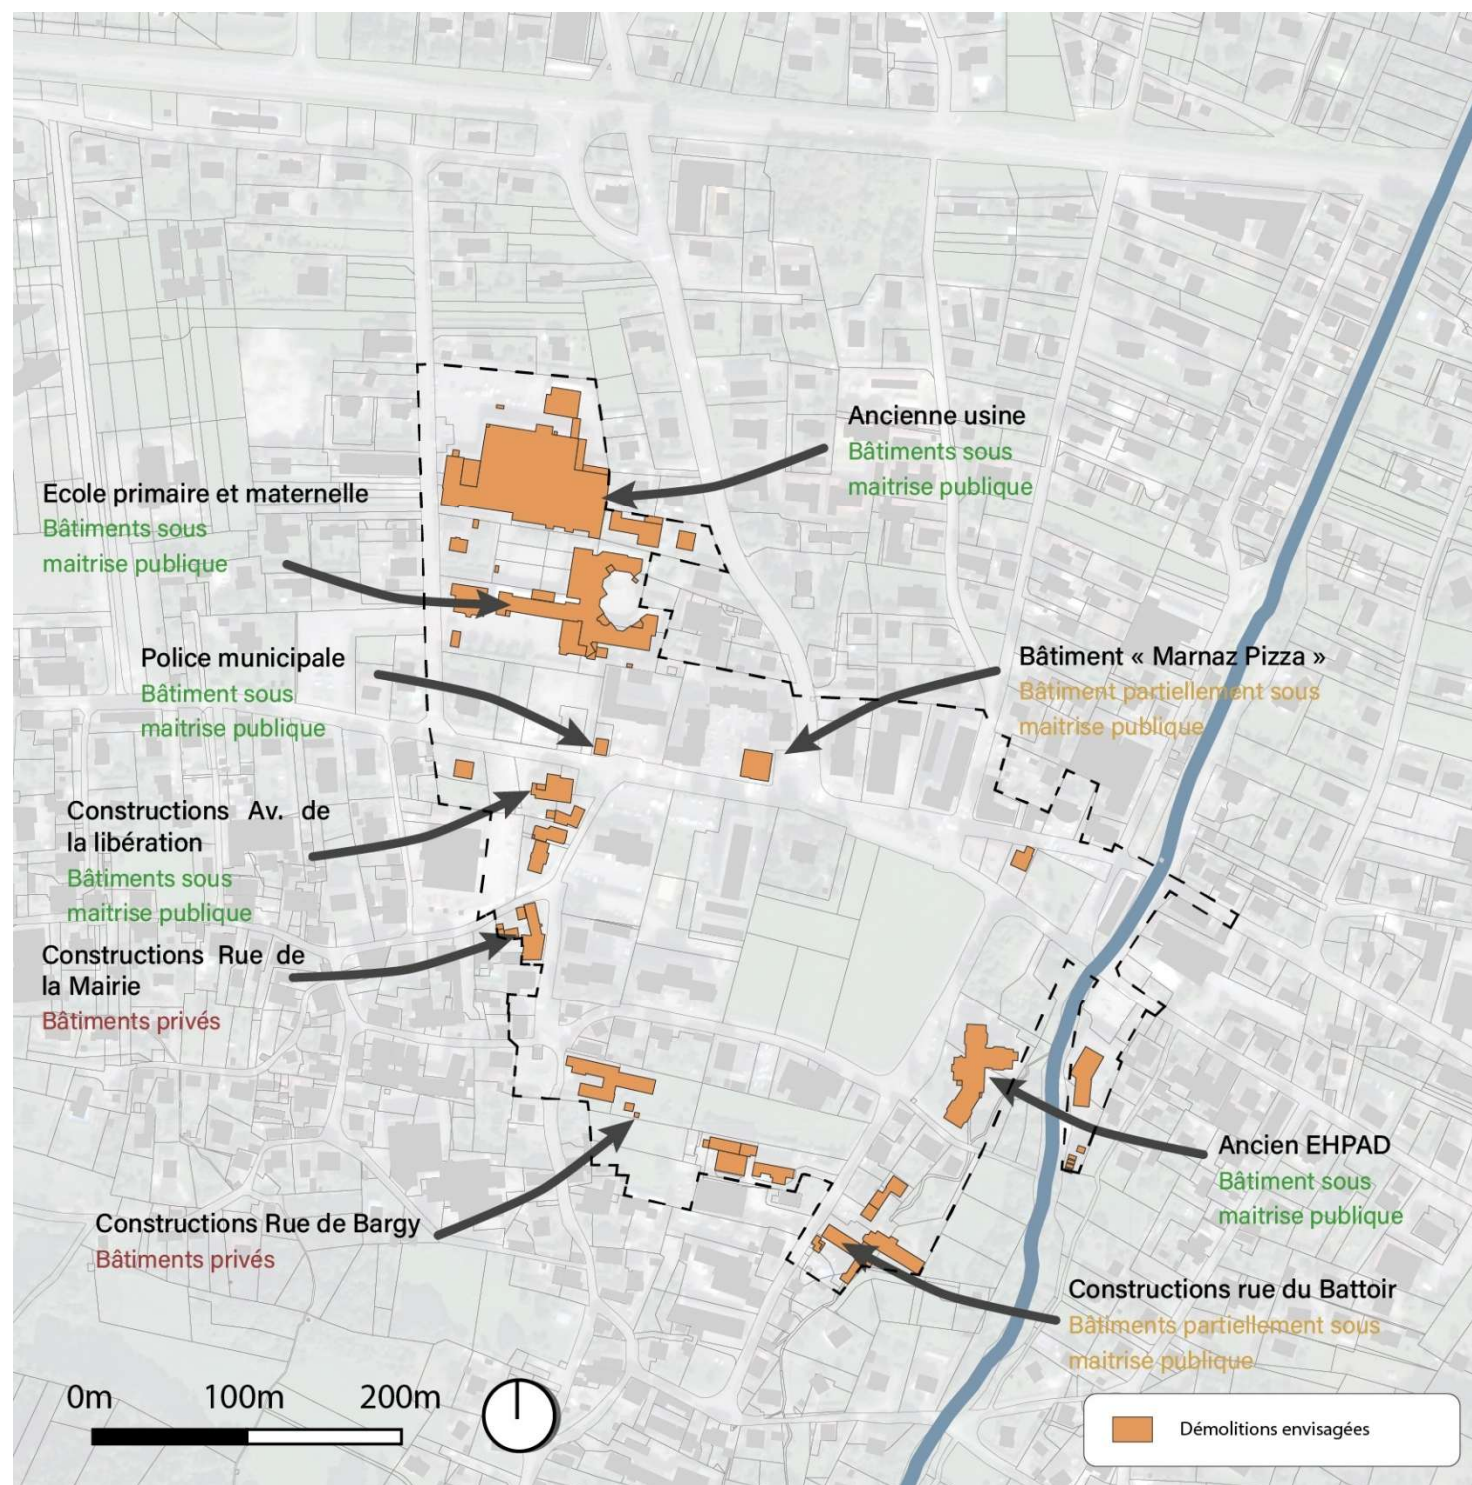 Ancienne usine
Bâtiments sous
maitrise publique
Ecole primaire et maternelle
Bâtiments sous
maitrise publique
Police municipale
Bâtiment sous
maitrise publique
Bâtiment « Marnaz Pizza »
Bâtiment partiellement sous
maitrise publique
Constructions Av. de
la libération
Bâtiments sous
maitrise publique
Constructions Rue de
la Mairie
Bâtiments privés
Ancien EHPAD
Bâtiment sous
maitrise publique
Constructions Rue de Bargy
Bâtiments privés
Constructions rue du Battoir
Bâtiments partiellement sous
maitrise publique
0m 100m 200m
Démolitions envisagées